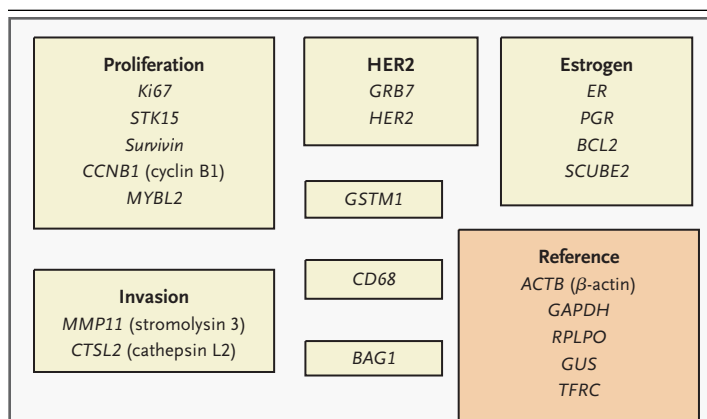 Proliferation
Ki67
STK15
Survivin
CCNB1 (cyclin B1)
MYBL2
HER2
GRB7
HER2
Estrogen
ER
PGR
BCL2
SCUBE2
GSTM1
CD68
BAG1
Invasion
MMP11 (stromolysin 3)
CTSL2 (cathepsin L2)
Reference
ACTB (β-actin)
GAPDH
RPLPO
GUS
TFRC